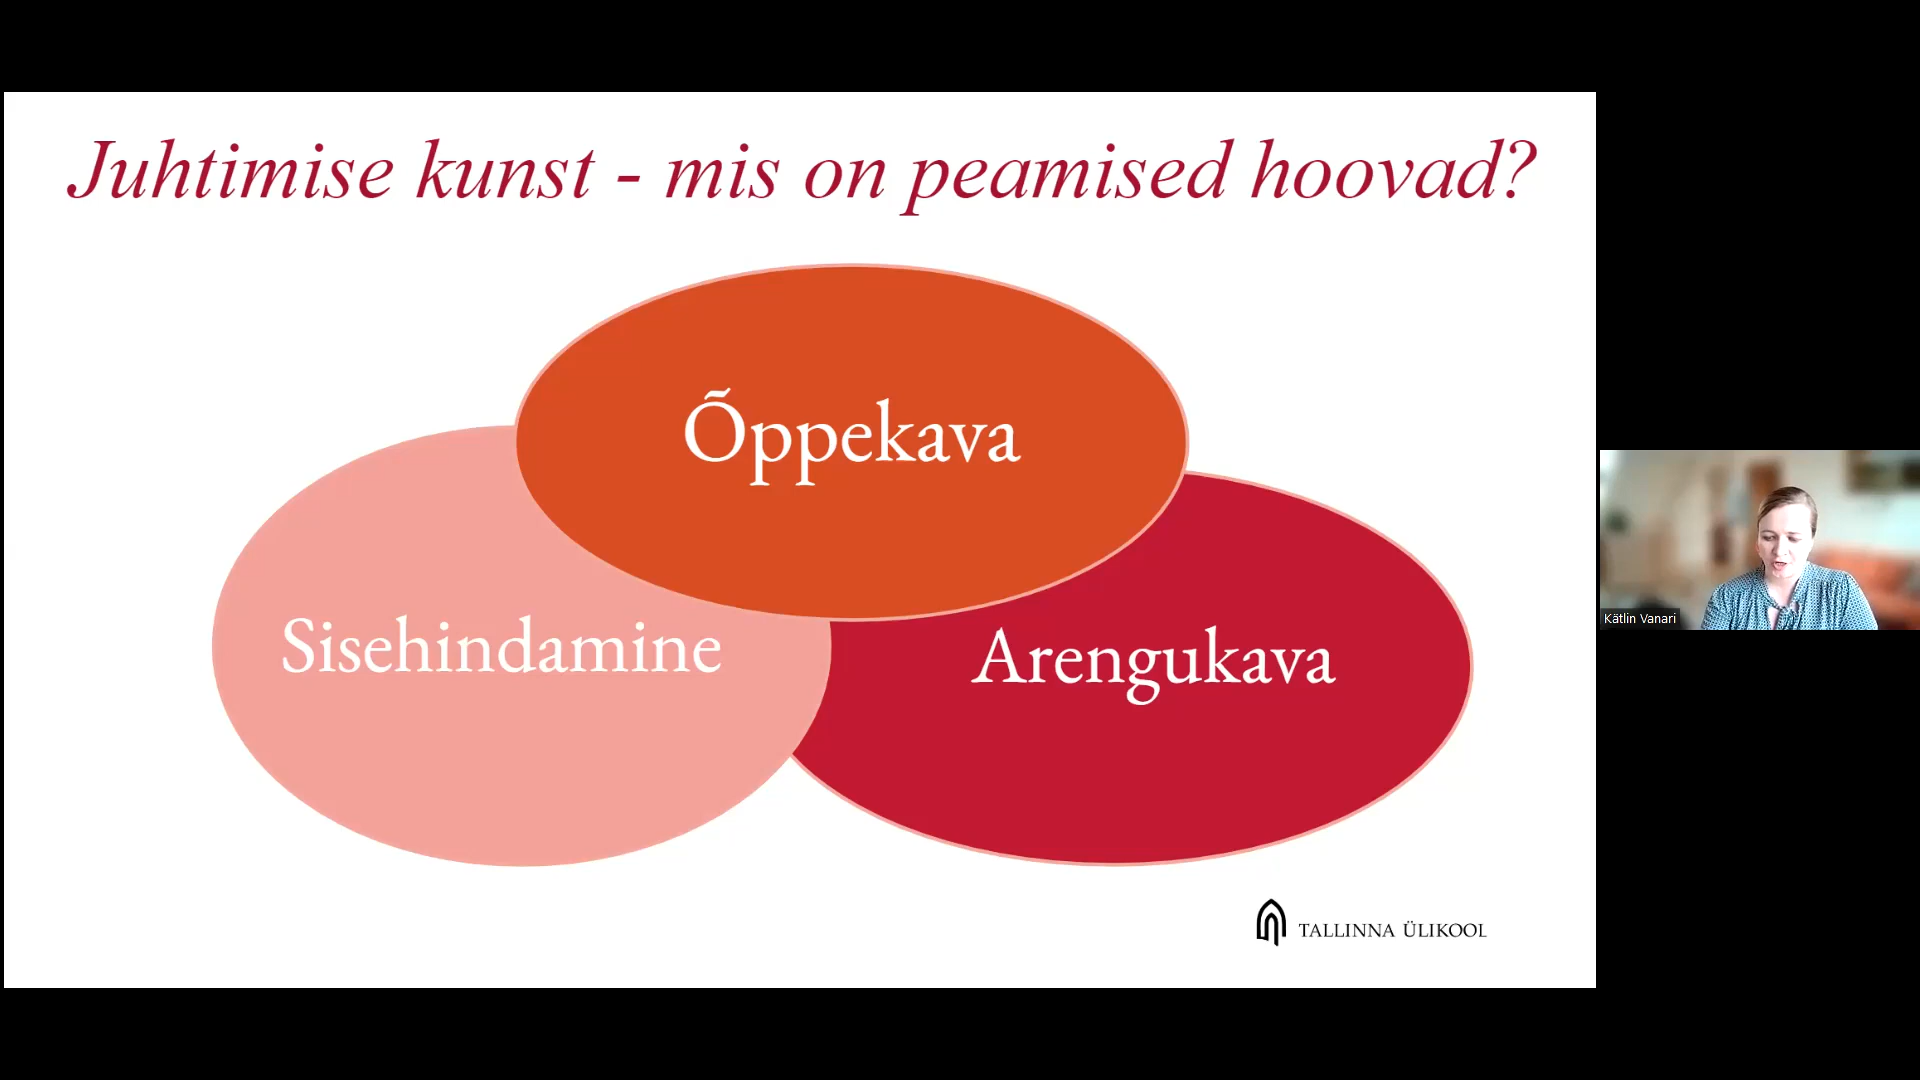 Juhtimise kunst - mis on peamised hoovad?
Õppekava
Sisehindamine
Arengukava
TALLINNA ÜLIKOOL
Kätlin Vanari